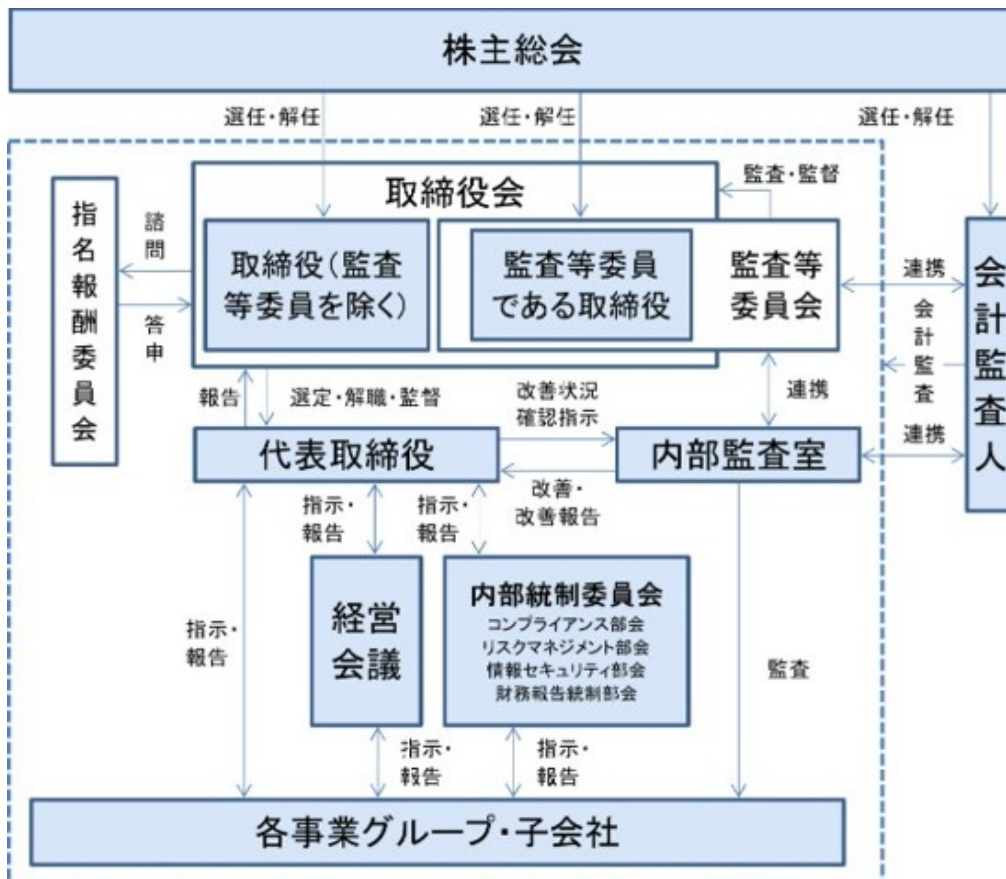 株主総会
選任・解任
選任・解任
選任・解任
取締役会
監査・監督
指名報酬委員会
諮問
答申
取締役(監査
等委員を除く)
監査等委員
である取締役
監査等
委員会
連携
会計監査
連携
会計監査人
報告
選定・解職・監督
改善状況
確認指示
連携
代表取締役
内部監査室
改善・
改善報告
指示・
報告
指示・
報告
指示・
報告
経営
会議
内部統制委員会
コンプライアンス部会
リスクマネジメント部会
情報セキュリティ部会
財務報告統制部会
監査
指示・
報告
指示・
報告
各事業グループ・子会社